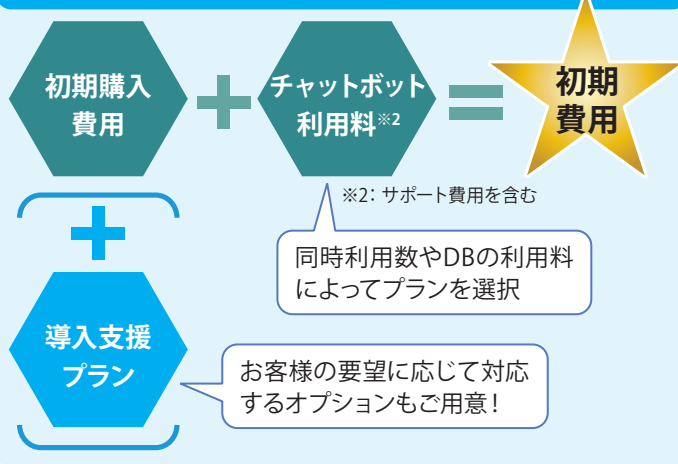 初期購入
費用
+
チャットボット
利用料※2
=
初期
費用
※2：サポート費用を含む
同時利用数やDBの利用料
によってプランを選択
+
導入支援
プラン
お客様の要望に応じて対応
するオプションもご用意！